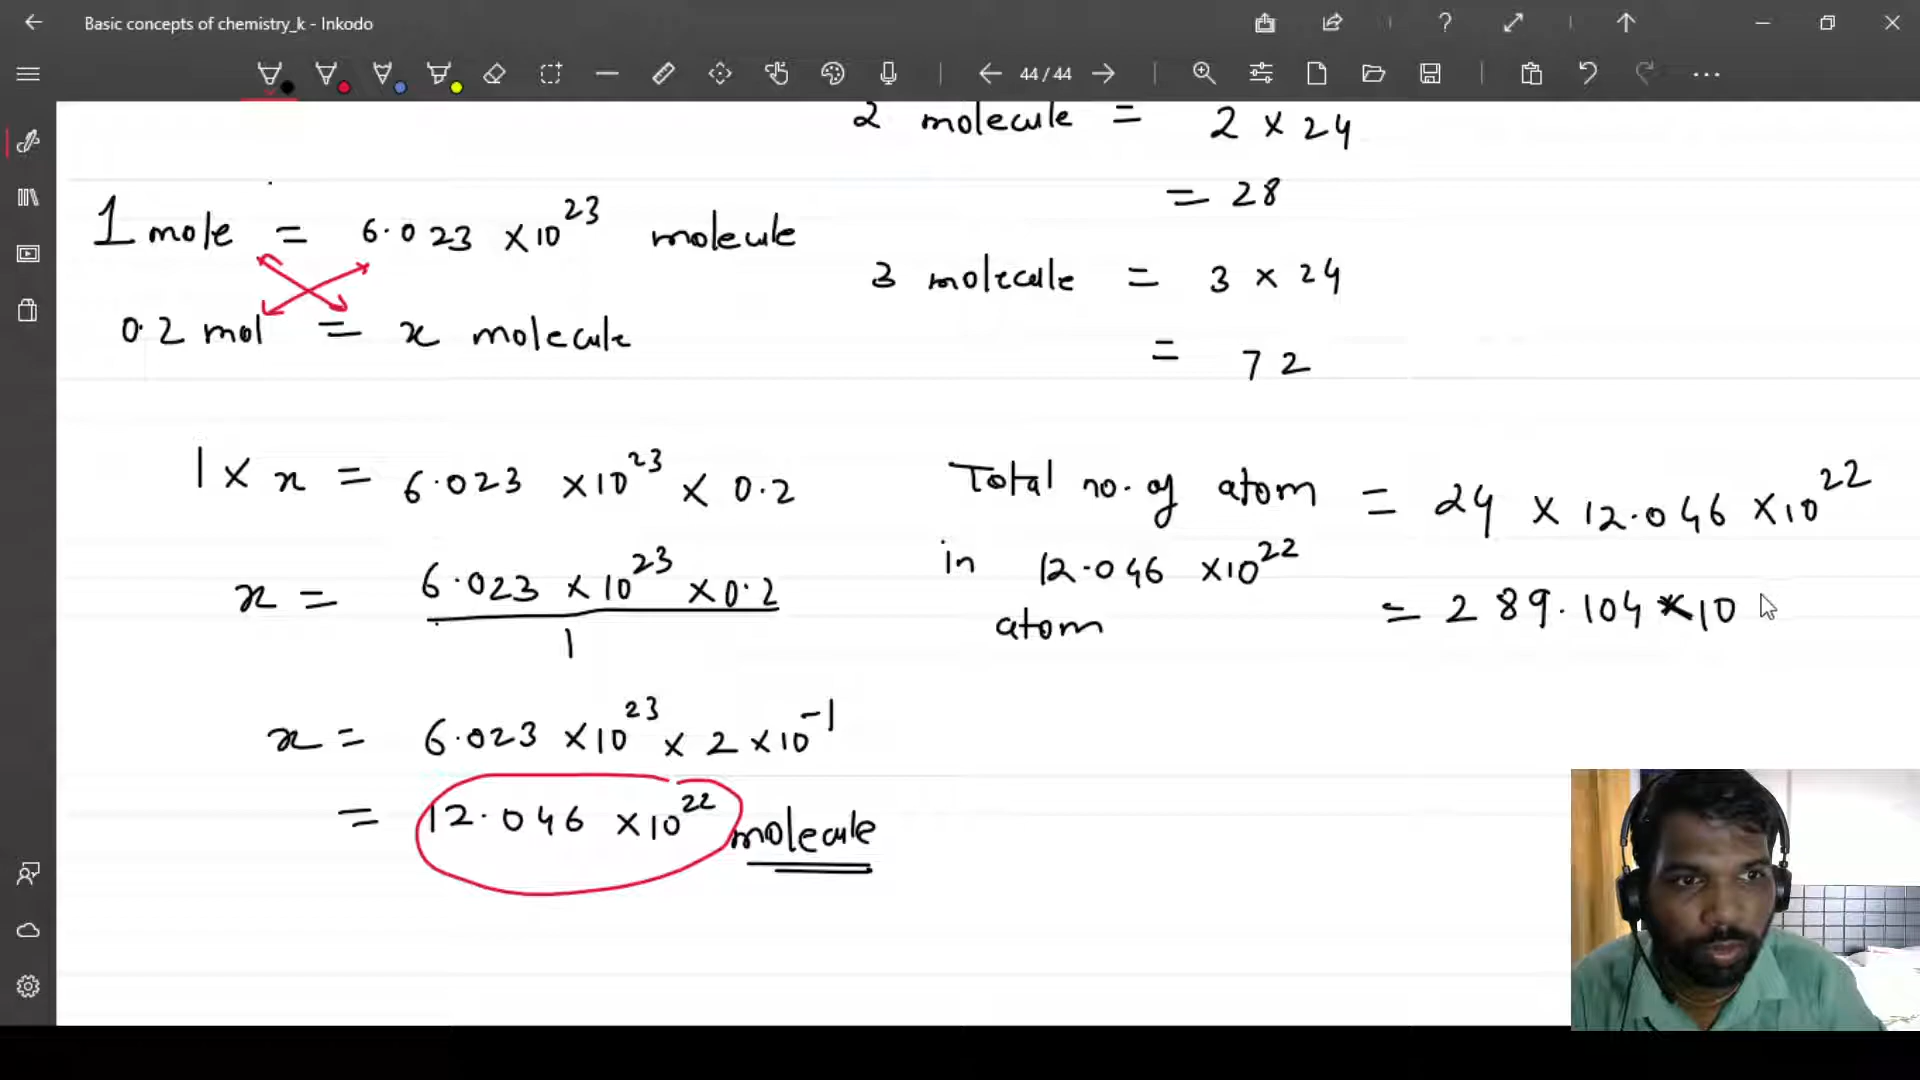 Basic concepts of chemistry_k - Inkodo
44 / 44
2 molecule = 2 x 24
= 28
1 mole = 6.023 x 10^23 molecule
3 molecule = 3 x 24
0.2 mol = x molecule
= 72
1 x x = 6.023 x 10^23 x 0.2
x = 6.023 x 10^23 x 0.2 / 1
x = 6.023 x 10^23 x 2 x 10^-1
= 12.046 x 10^22 molecule
Total no. of atom = 24 x 12.046 x 10^22
in 12.046 x 10^22
atom
= 289.104 x 10